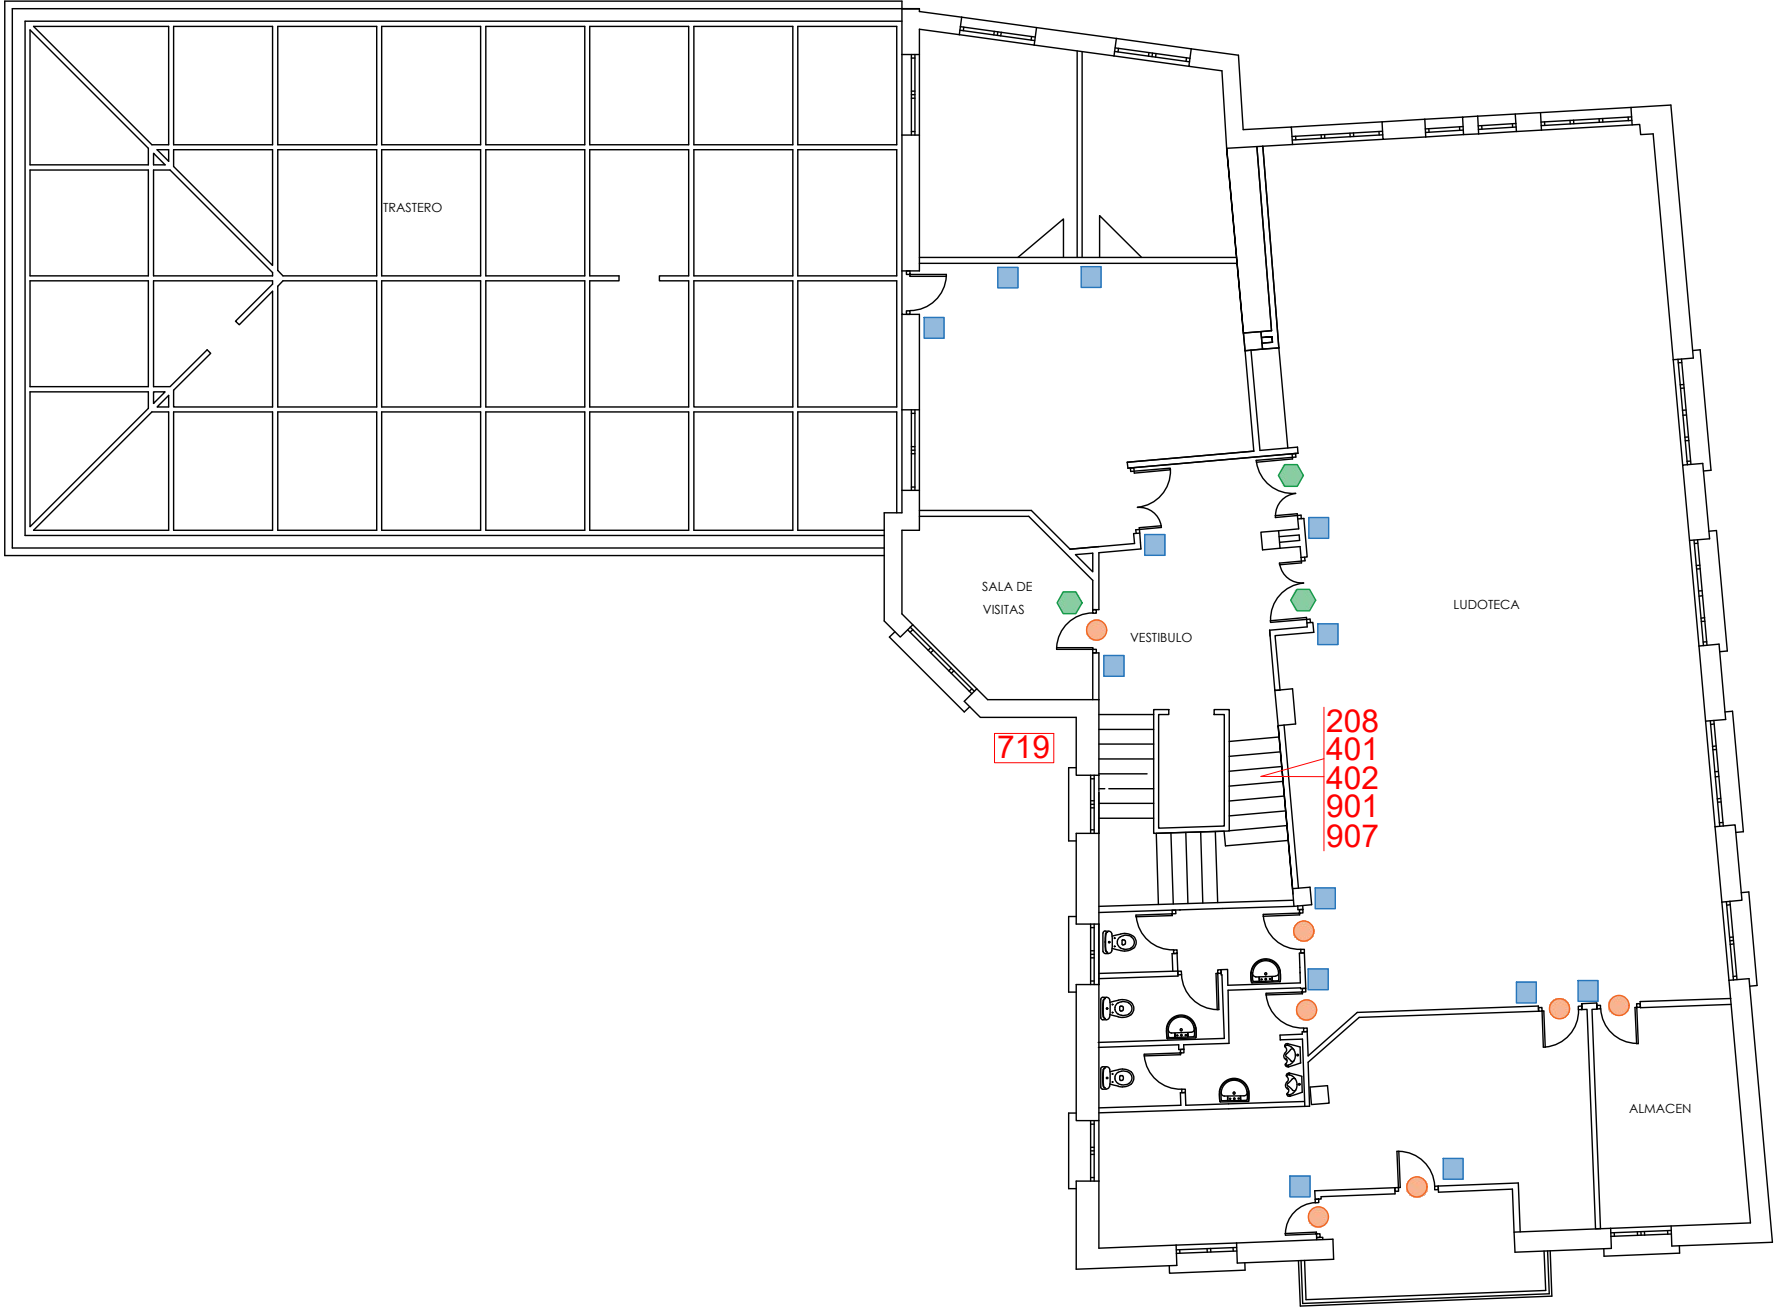 TRASTERO
SALA DE
VISITAS
VESTIBULO
LUDOTECA
719
208
401
402
901
907
ALMACEN